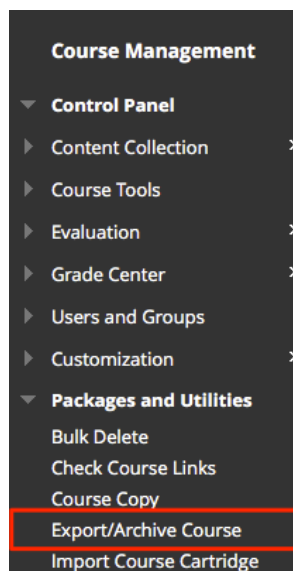 Course Management
Control Panel
Content Collection
Course Tools
Evaluation
Grade Center
Users and Groups
Customization
Packages and Utilities
Bulk Delete
Check Course Links
Course Copy
Export/Archive Course
Import Course Cartridge